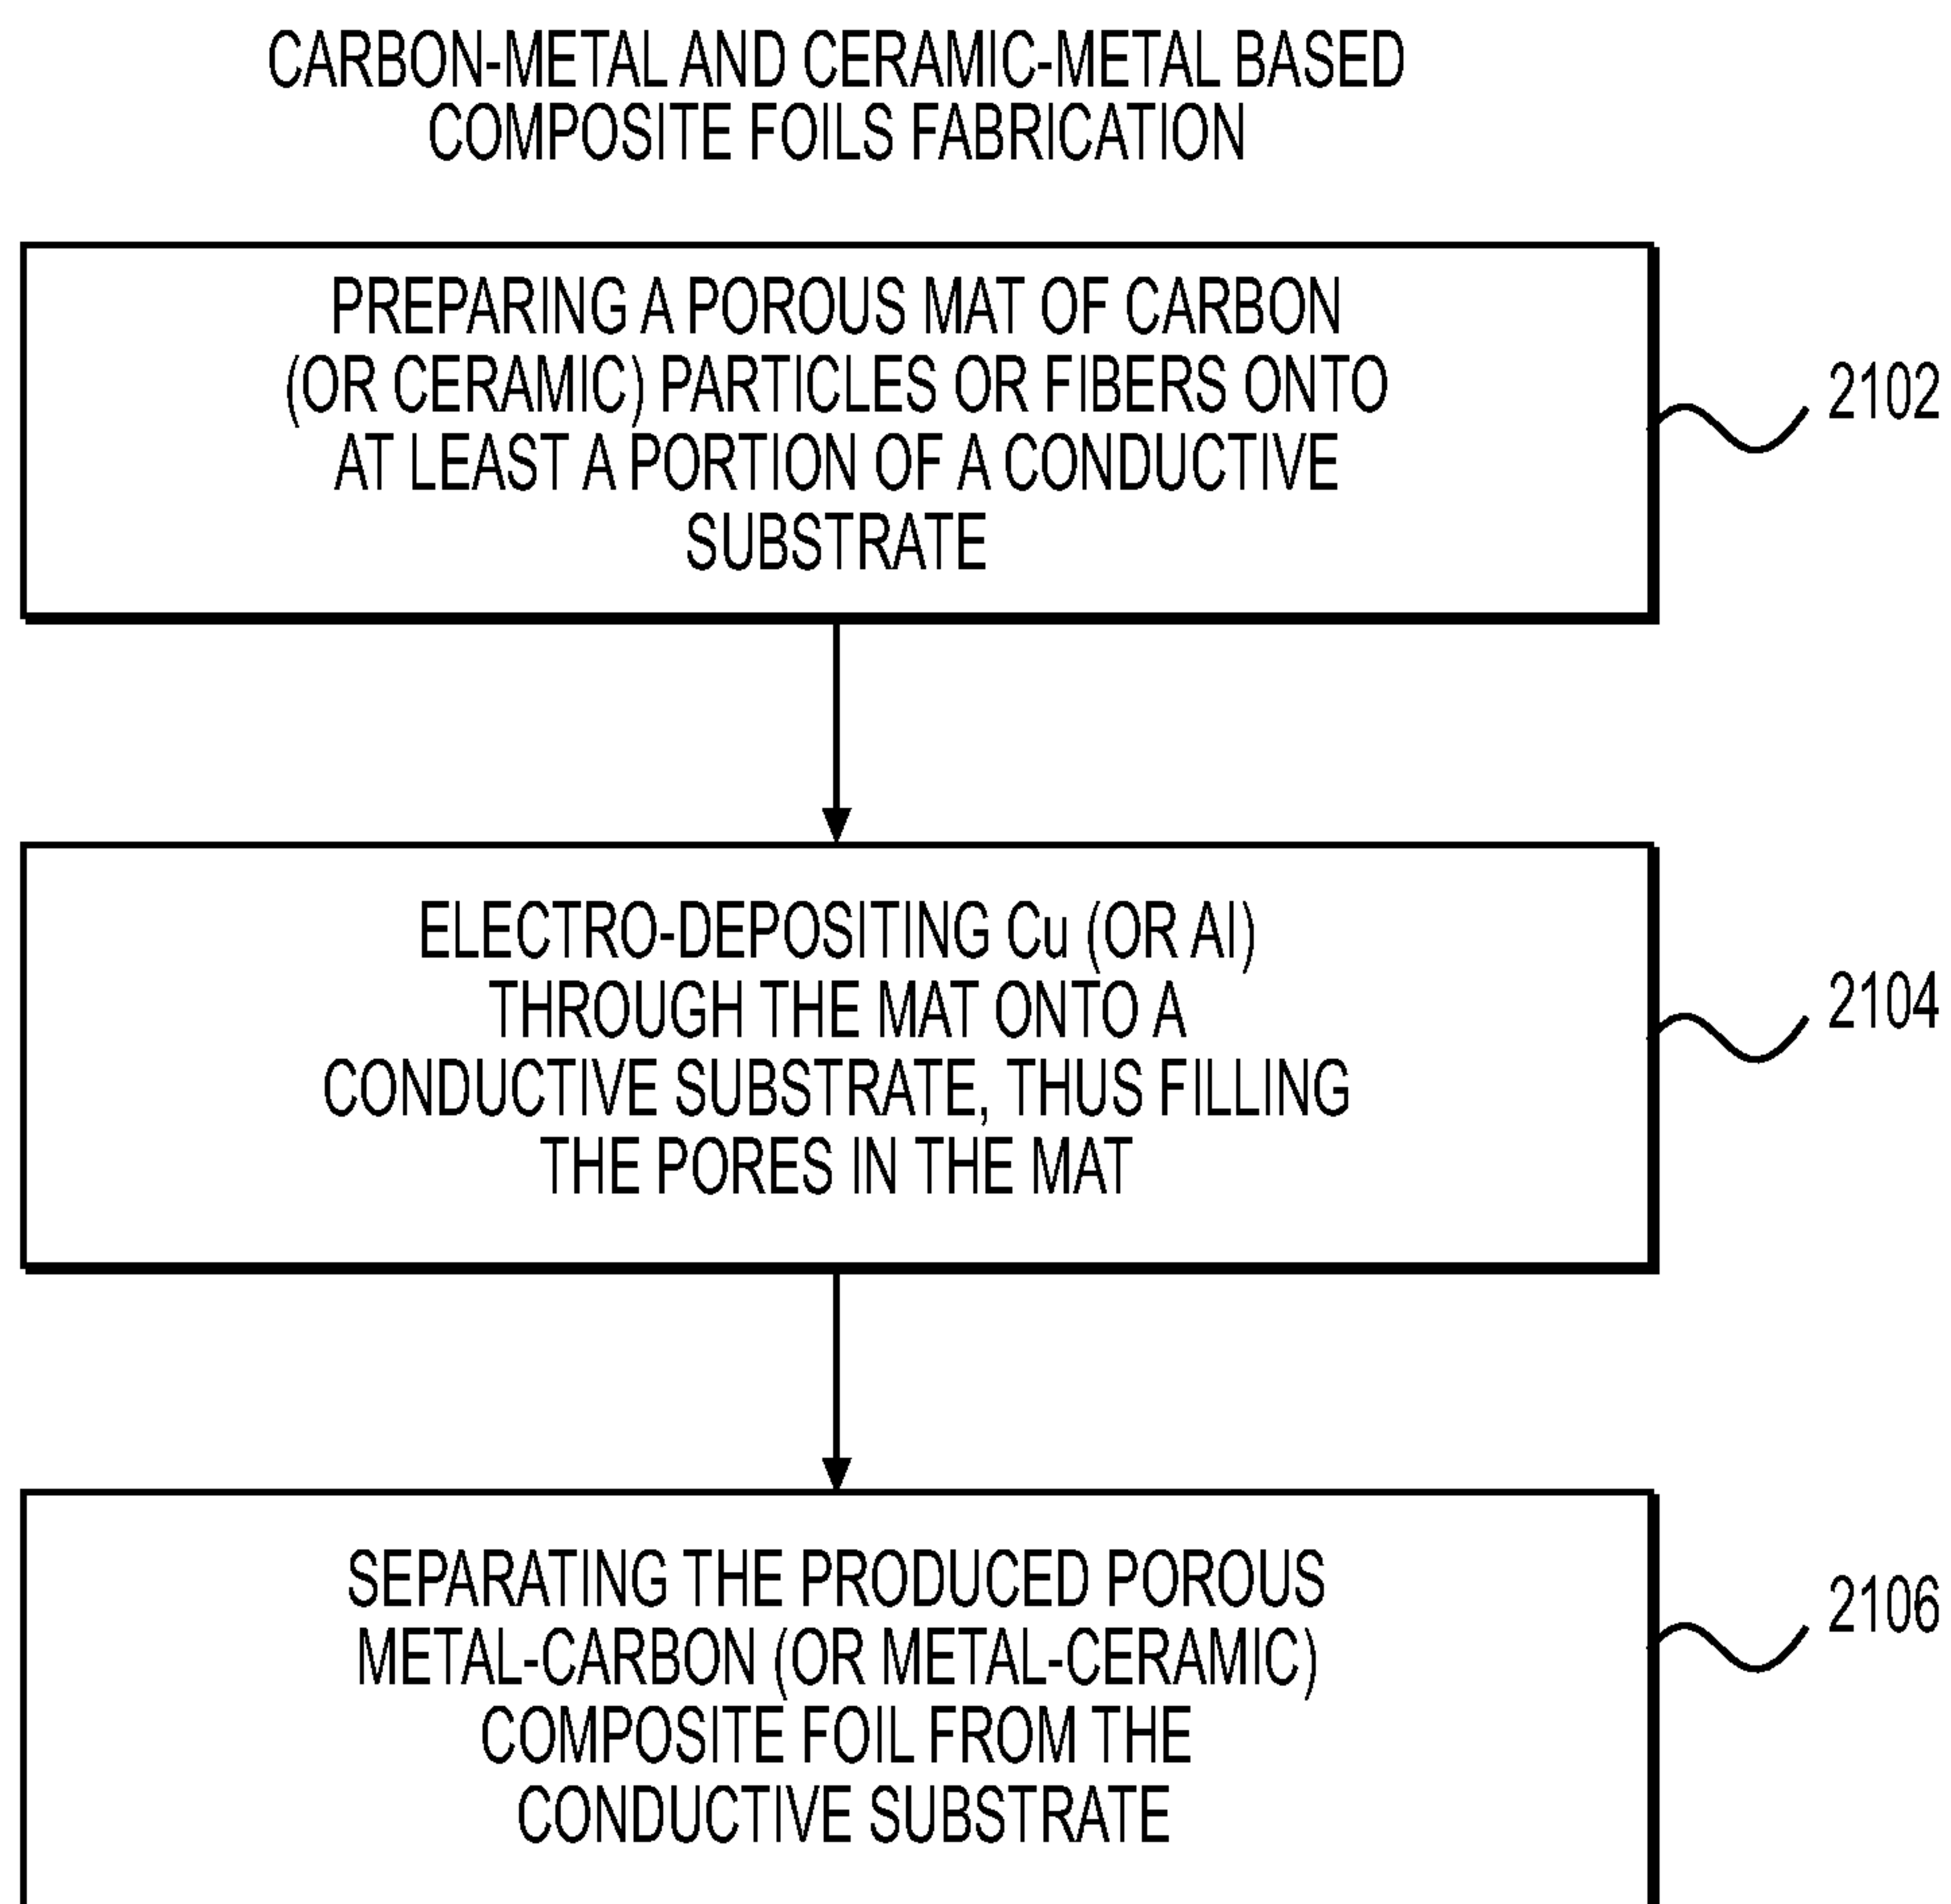 CARBON-METAL AND CERAMIC-METAL BASED
COMPOSITE FOILS FABRICATION
PREPARING A POROUS MAT OF CARBON
(OR CERAMIC) PARTICLES OR FIBERS ONTO
AT LEAST A PORTION OF A CONDUCTIVE
SUBSTRATE
2102
ELECTRO-DEPOSITING Cu (OR Al)
THROUGH THE MAT ONTO A
CONDUCTIVE SUBSTRATE, THUS FILLING
THE PORES IN THE MAT
2104
SEPARATING THE PRODUCED POROUS
METAL-CARBON (OR METAL-CERAMIC)
COMPOSITE FOIL FROM THE
CONDUCTIVE SUBSTRATE
2106